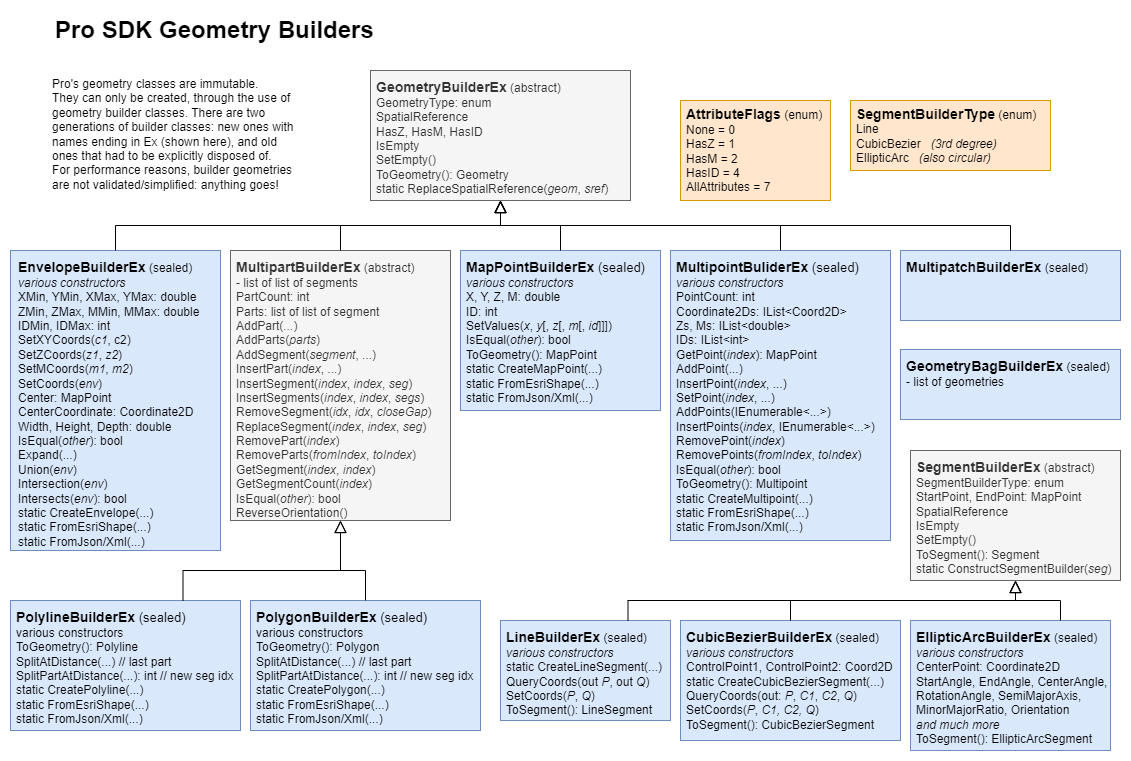 Pro SDK Geometry Builders
Pro's geometry classes are immutable.
They can only be created, through the use of
geometry builder classes. There are two
generations of builder classes: new ones with
names ending in Ex (shown here), and old
ones that had to be explicitly disposed of.
For performance reasons, builder geometries
are not validated/simplified: anything goes!
GeometryBuilderEx (abstract)
GeometryType: enum
SpatialReference
HasZ, HasM, HasID
IsEmpty
SetEmpty()
ToGeometry(): Geometry
static ReplaceSpatialReference(geom, sref)
AttributeFlags (enum)
None = 0
HasZ = 1
HasM = 2
HasID = 4
AllAttributes = 7
SegmentBuilderType (enum)
Line
CubicBezier (3rd degree)
EllipticArc (also circular)
EnvelopeBuilderEx (sealed)
various constructors
XMin, YMin, XMax, YMax: double
ZMin, ZMax, MMin, MMax: double
IDMin, IDMax: int
SetXYCoords(c1, c2)
SetZCoords(z1, z2)
SetMCoords(m1, m2)
SetCoords(env)
Center: MapPoint
CenterCoordinate: Coordinate2D
Width, Height, Depth: double
IsEqual(other): bool
Expand(...)
Union(env)
Intersection(env)
Intersects(env): bool
static CreateEnvelope(...)
static FromEsriShape(...)
static FromJson/Xml(...)
MultipartBuilderEx (abstract)
- list of list of segments
PartCount: int
Parts: list of list of segment
AddPart(...)
AddParts(parts)
AddSegment(segment, ...)
InsertPart(index, ...)
InsertSegment(index, index, seg)
InsertSegments(index, index, segs)
RemoveSegment(idx, idx, closeGap)
ReplaceSegment(index, index, seg)
RemovePart(index)
RemoveParts(fromIndex, toIndex)
GetSegment(index, index)
GetSegmentCount(index)
IsEqual(other): bool
ReverseOrientation()
MapPointBuilderEx (sealed)
various constructors
X, Y, Z, M: double
ID: int
SetValues(x, y[, z[, m[, id]]])
IsEqual(other): bool
ToGeometry(): MapPoint
static CreateMapPoint(...)
static FromEsriShape(...)
static FromJson/Xml(...)
MultipointBuliderEx (sealed)
various constructors
PointCount: int
Coordinate2Ds: IList<Coord2D>
Zs, Ms: IList<double>
IDs: IList<int>
GetPoint(index): MapPoint
AddPoint(...)
InsertPoint(index, ...)
SetPoint(index, ...)
AddPoints(IEnumerable<...>)
InsertPoints(index, IEnumerable<...>)
RemovePoint(index)
RemovePoints(fromIndex, toIndex)
IsEqual(other): bool
ToGeometry(): Multipoint
static CreateMultipoint(...)
static FromEsriShape(...)
static FromJson/Xml(...)
MultipatchBuilderEx (sealed)
GeometryBagBuilderEx (sealed)
- list of geometries
SegmentBuilderEx (abstract)
SegmentBuilderType: enum
StartPoint, EndPoint: MapPoint
SpatialReference
IsEmpty
SetEmpty()
ToSegment(): Segment
static ConstructSegmentBuilder(seg)
PolylineBuilderEx (sealed)
various constructors
ToGeometry(): Polyline
SplitAtDistance(...) // last part
SplitPartAtDistance(...): int // new seg idx
static CreatePolyline(...)
static FromEsriShape(...)
static FromJson/Xml(...)
PolygonBuilderEx (sealed)
various constructors
ToGeometry(): Polygon
SplitAtDistance(...) // last part
SplitPartAtDistance(...): int // new seg idx
static CreatePolygon(...)
static FromEsriShape(...)
static FromJson/Xml(...)
LineBuilderEx (sealed)
various constructors
static CreateLineSegment(...)
QueryCoords(out P, out Q)
SetCoords(P, Q)
ToSegment(): LineSegment
CubicBezierBuilderEx (sealed)
various constructors
ControlPoint1, ControlPoint2: Coord2D
static CreateCubicBezierSegment(...)
QueryCoords(out: P, C1, C2, Q)
SetCoords(P, C1, C2, Q)
ToSegment(): CubicBezierSegment
EllipticArcBuilderEx (sealed)
various constructors
CenterPoint: Coordinate2D
StartAngle, EndAngle, CenterAngle,
RotationAngle, SemiMajorAxis,
MinorMajorRatio, Orientation
and much more
ToSegment(): EllipticArcSegment